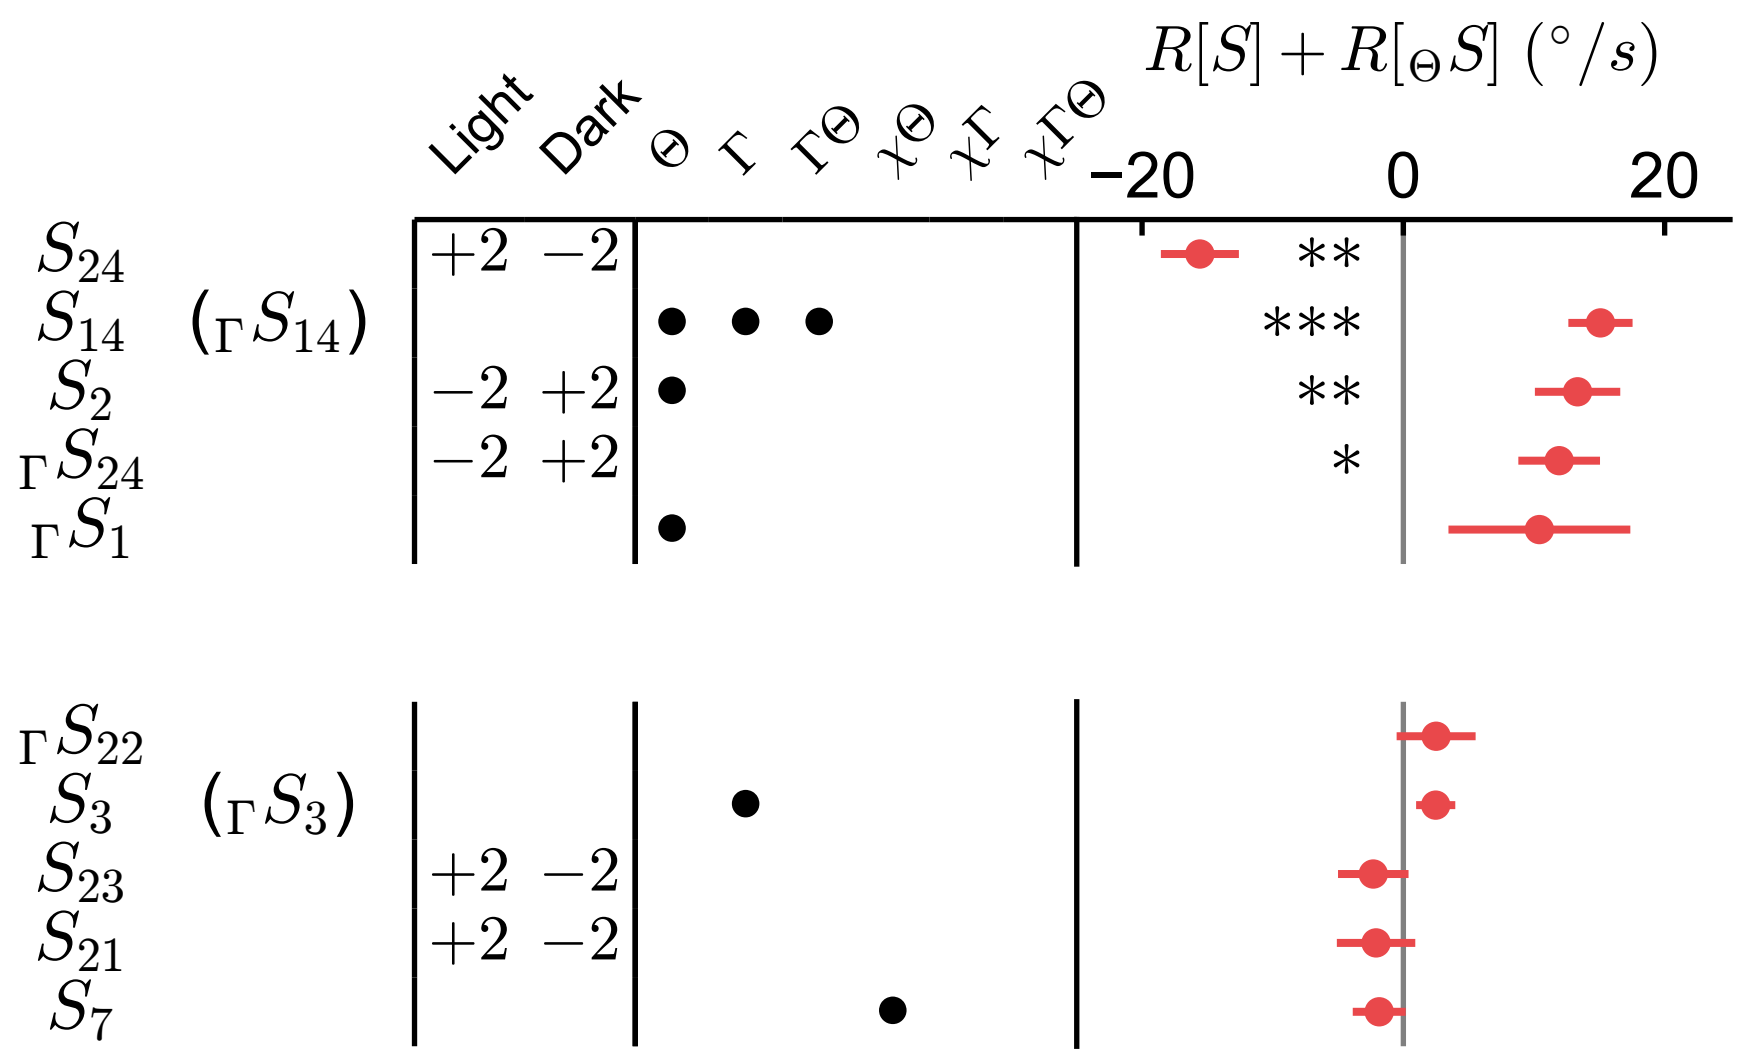 R[S] + R[ΘS] (°/s)
Light Dark Θ Γ ΓΘ χΘ χΓ χΓΘ −20 0 20
S24 +2 −2 **
S14 (ΓS14) ***
S2 −2 +2 **
ΓS24 −2 +2 *
ΓS1
ΓS22
S3 (ΓS3)
S23 +2 −2
S21 +2 −2
S7